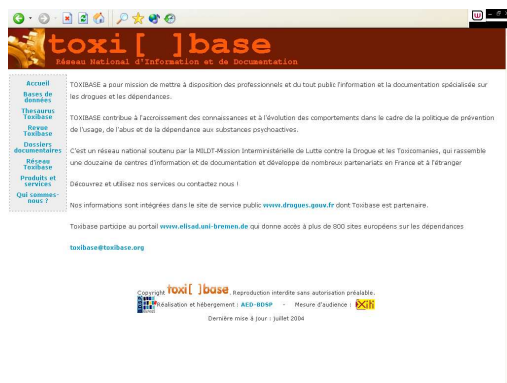 toxi[ ]base
Réseau National d'Information et de Documentation
Accueil
Bases de
données
Thesaurus
Toxibase
Revue
Toxibase
Dossiers
documentaires
Réseau
Toxibase
Produits et
services
Qui sommes-
nous ?
TOXIBASE a pour mission de mettre à disposition des professionnels et du tout public l'information et la documentation spécialisée sur
les drogues et les dépendances.
TOXIBASE contribue à l'accroissement des connaissances et à l'évolution des comportements dans le cadre de la politique de prévention
de l'usage, de l'abus et de la dépendance aux substances psychoactives.
C'est un réseau national soutenu par la MILDT-Mission Interministérielle de Lutte contre la Drogue et les Toxicomanies, qui rassemble
une douzaine de centres d'information et de documentation et développe de nombreux partenariats en France et à l'étranger
Découvrez et utilisez nos services ou contactez nous !
Nos informations sont intégrées dans le site de service public www.drogues.gouv.fr dont Toxibase est partenaire.
Toxibase participe au portail www.elisad.uni-bremen.de qui donne accès à plus de 800 sites européens sur les dépendances
toxibase@toxibase.org
Copyright toxi[ ]base. Reproduction interdite sans autorisation préalable.
Réalisation et hébergement : AED-BDSP - Mesure d'audience : Xiti
Dernière mise à jour : juillet 2004